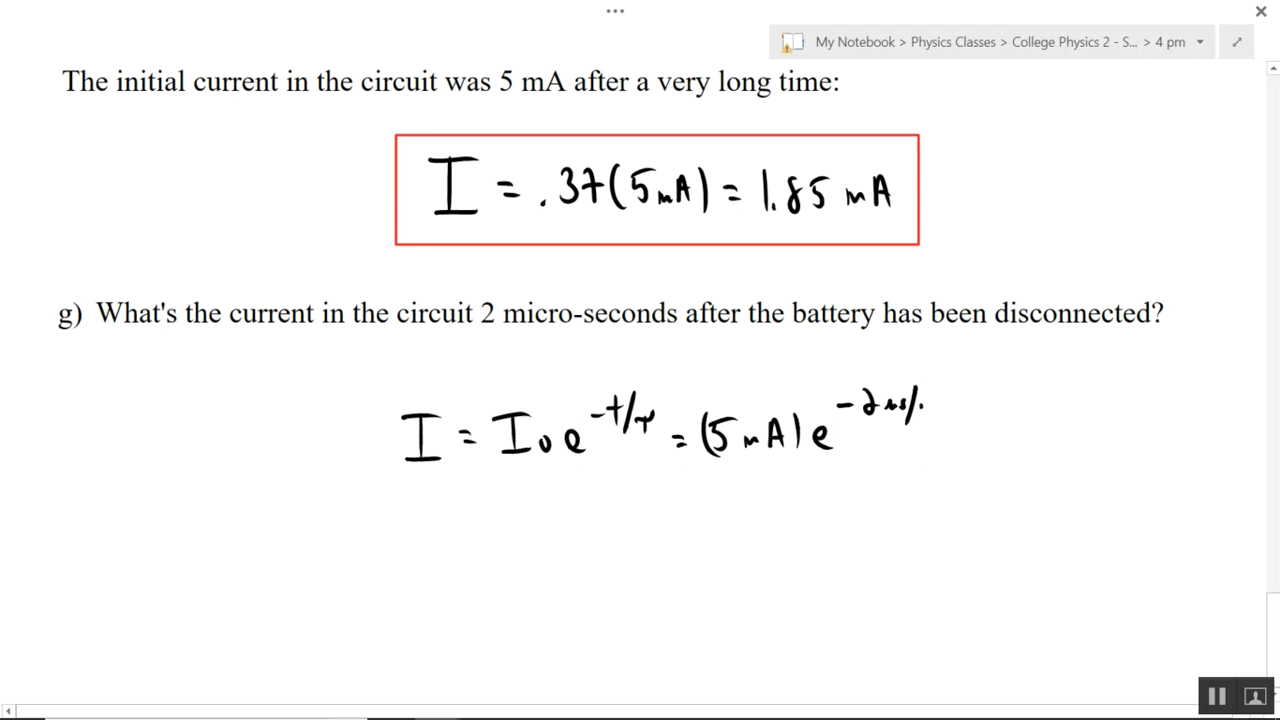 My Notebook > Physics Classes > College Physics 2 - S... > 4 pm
The initial current in the circuit was 5 mA after a very long time:
I = .37(5mA) = 1.85 mA
g) What's the current in the circuit 2 micro-seconds after the battery has been disconnected?
I = I₀e^(-t/τ) = (5mA)e^(-2μs/.